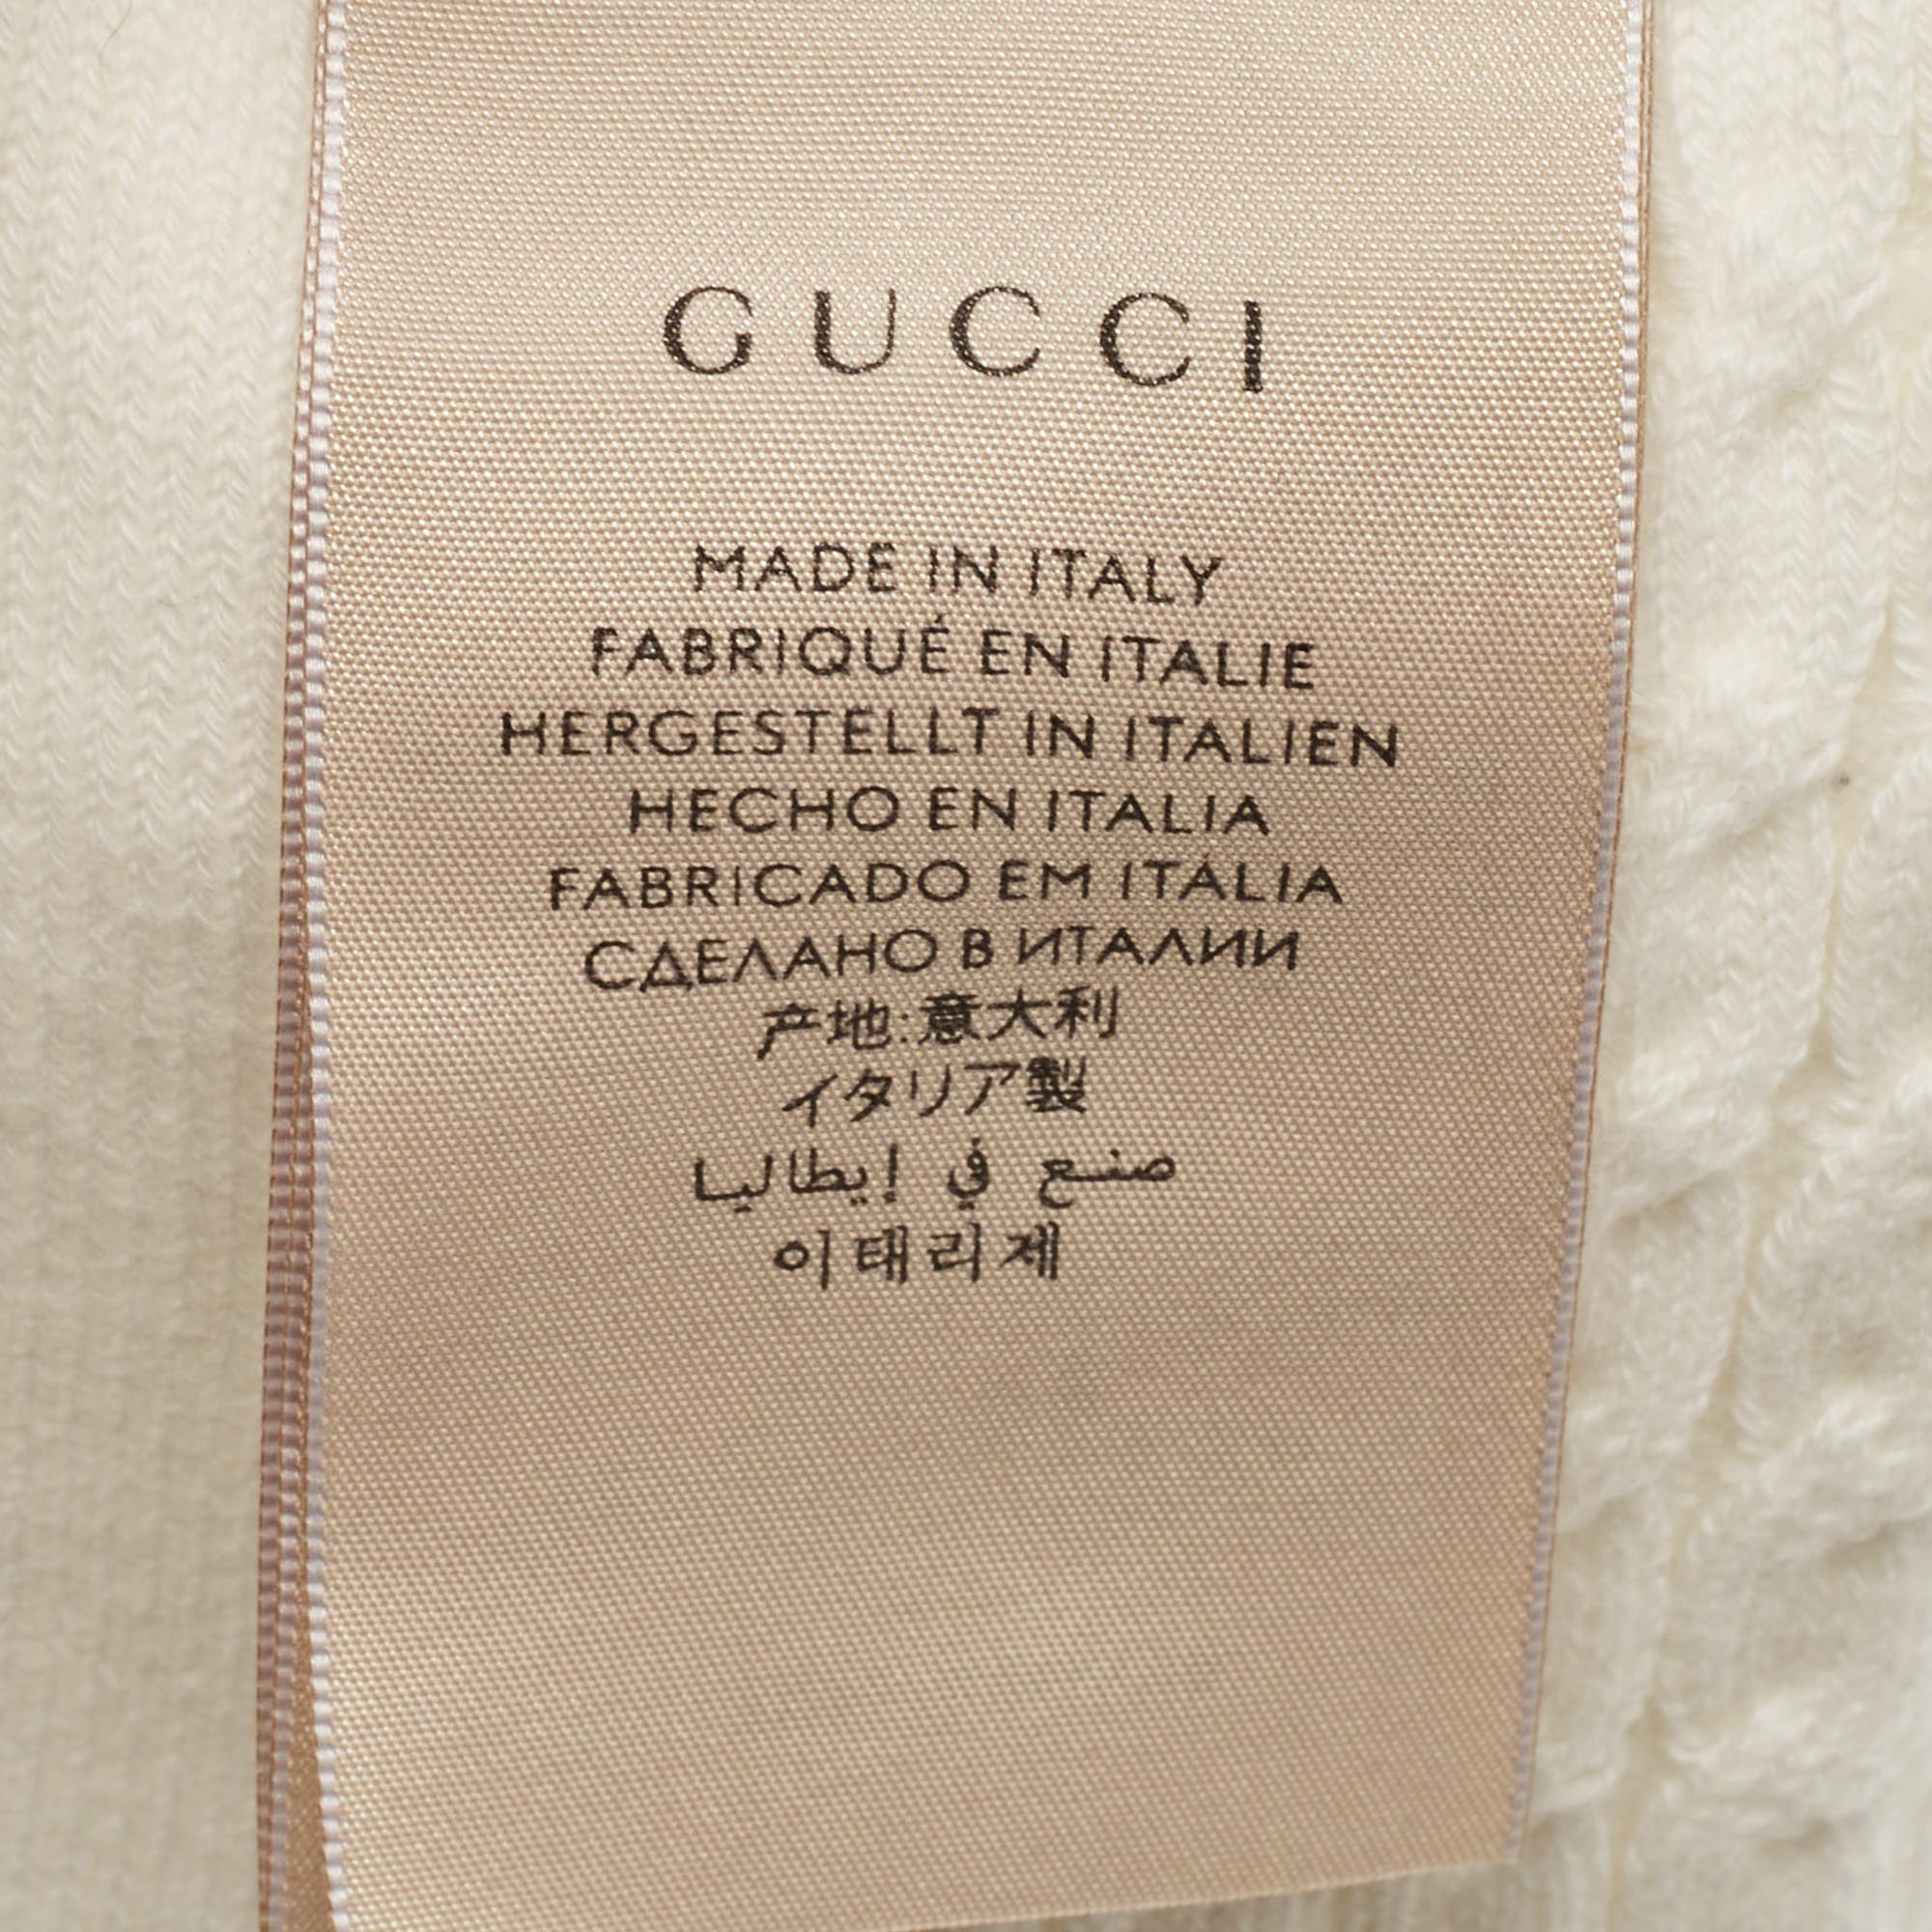 GUCCI
MADE IN ITALY
FABRIQUÉ EN ITALIE
HERGESTELLT IN ITALIEN
HECHO EN ITALIA
FABRICADO EM ITALIA
СДЕЛАНО В ИТАЛИИ
产地:意大利
イタリア製
صنع في إيطاليا
이태리제